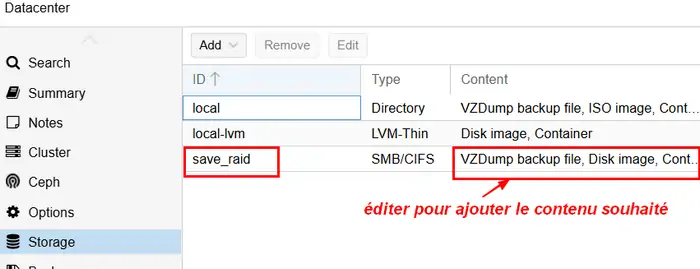 Datacenter
Search
Summary
Notes
Cluster
Ceph
Options
Storage
Add Remove Edit
ID Type Content
local Directory VZDump backup file, ISO image, Cont...
local-lvm LVM-Thin Disk image, Container
save_raid SMB/CIFS VZDump backup file, Disk image, Cont...
éditer pour ajouter le contenu souhaité